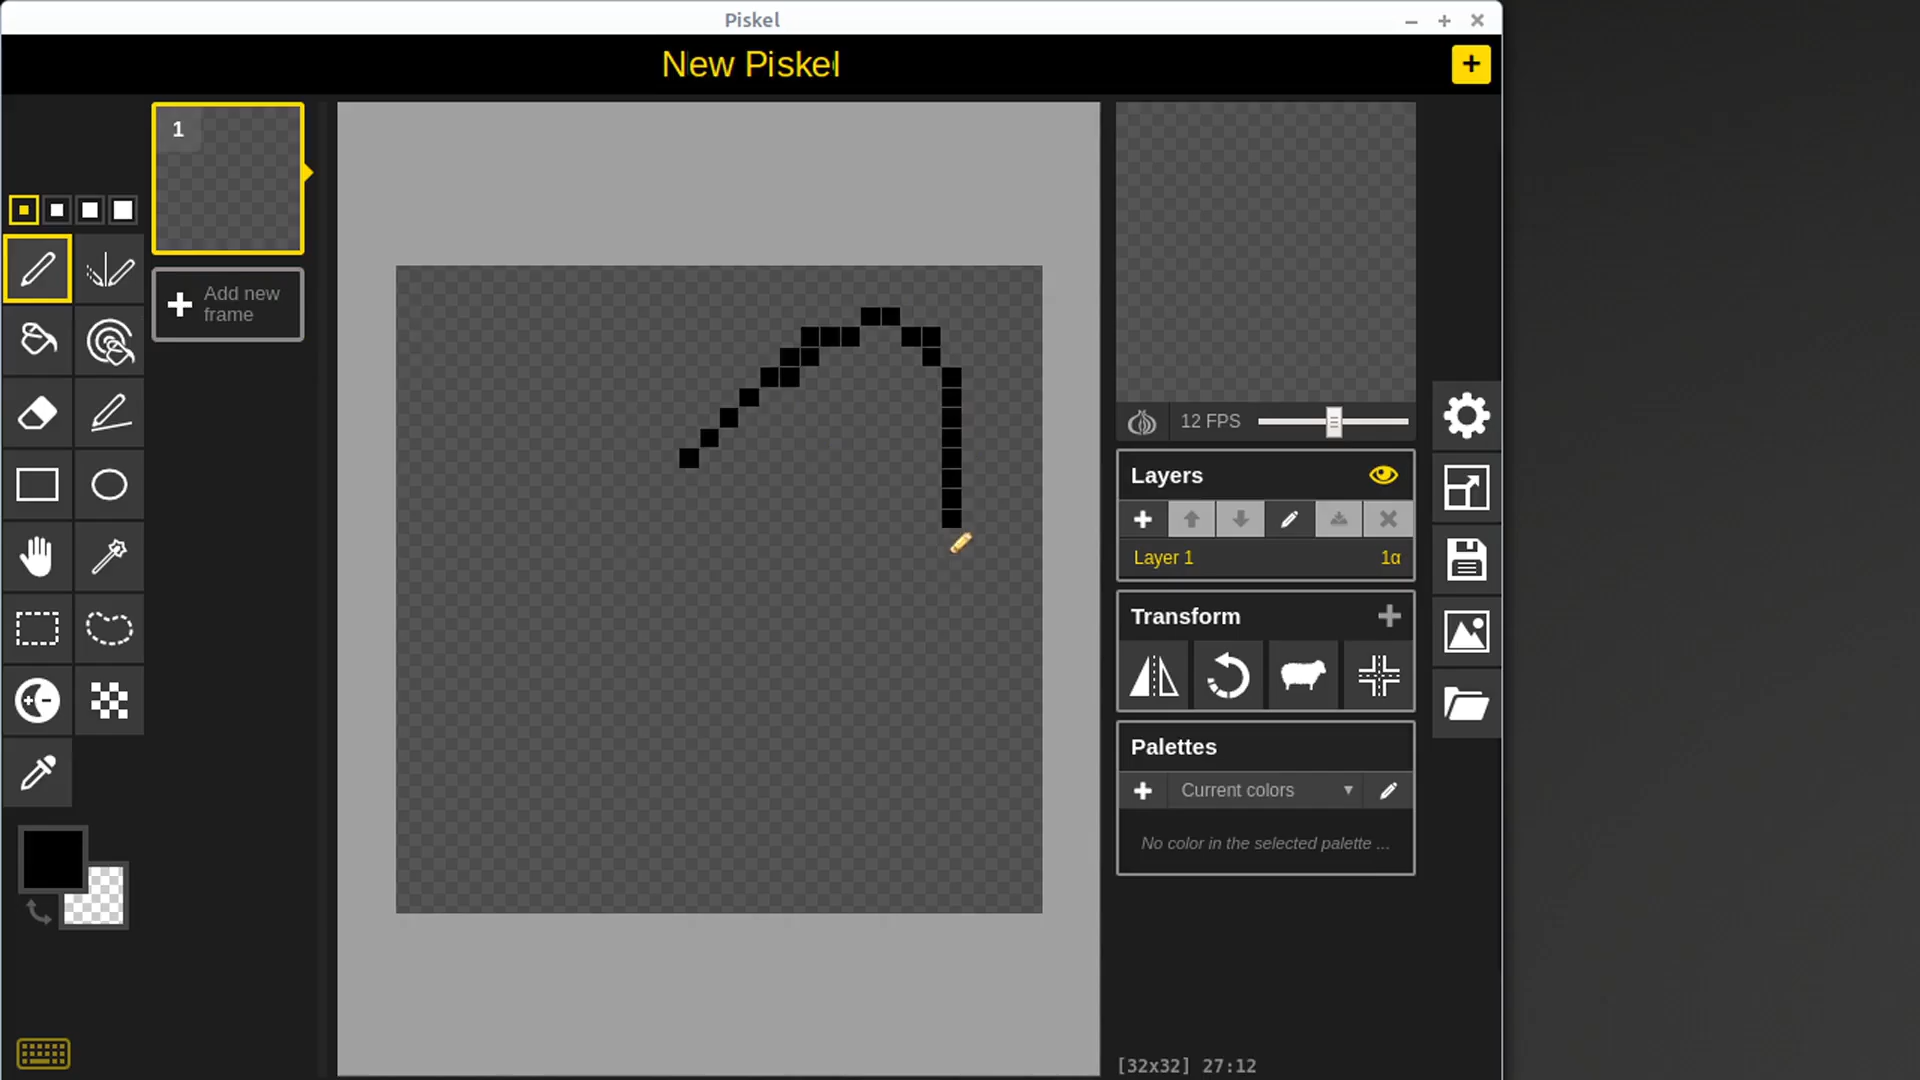 Piskel
New Piskel
1
Add new
frame
12 FPS
Layers
Layer 1
1α
Transform
Palettes
Current colors
No color in the selected palette ...
[32x32] 27:12